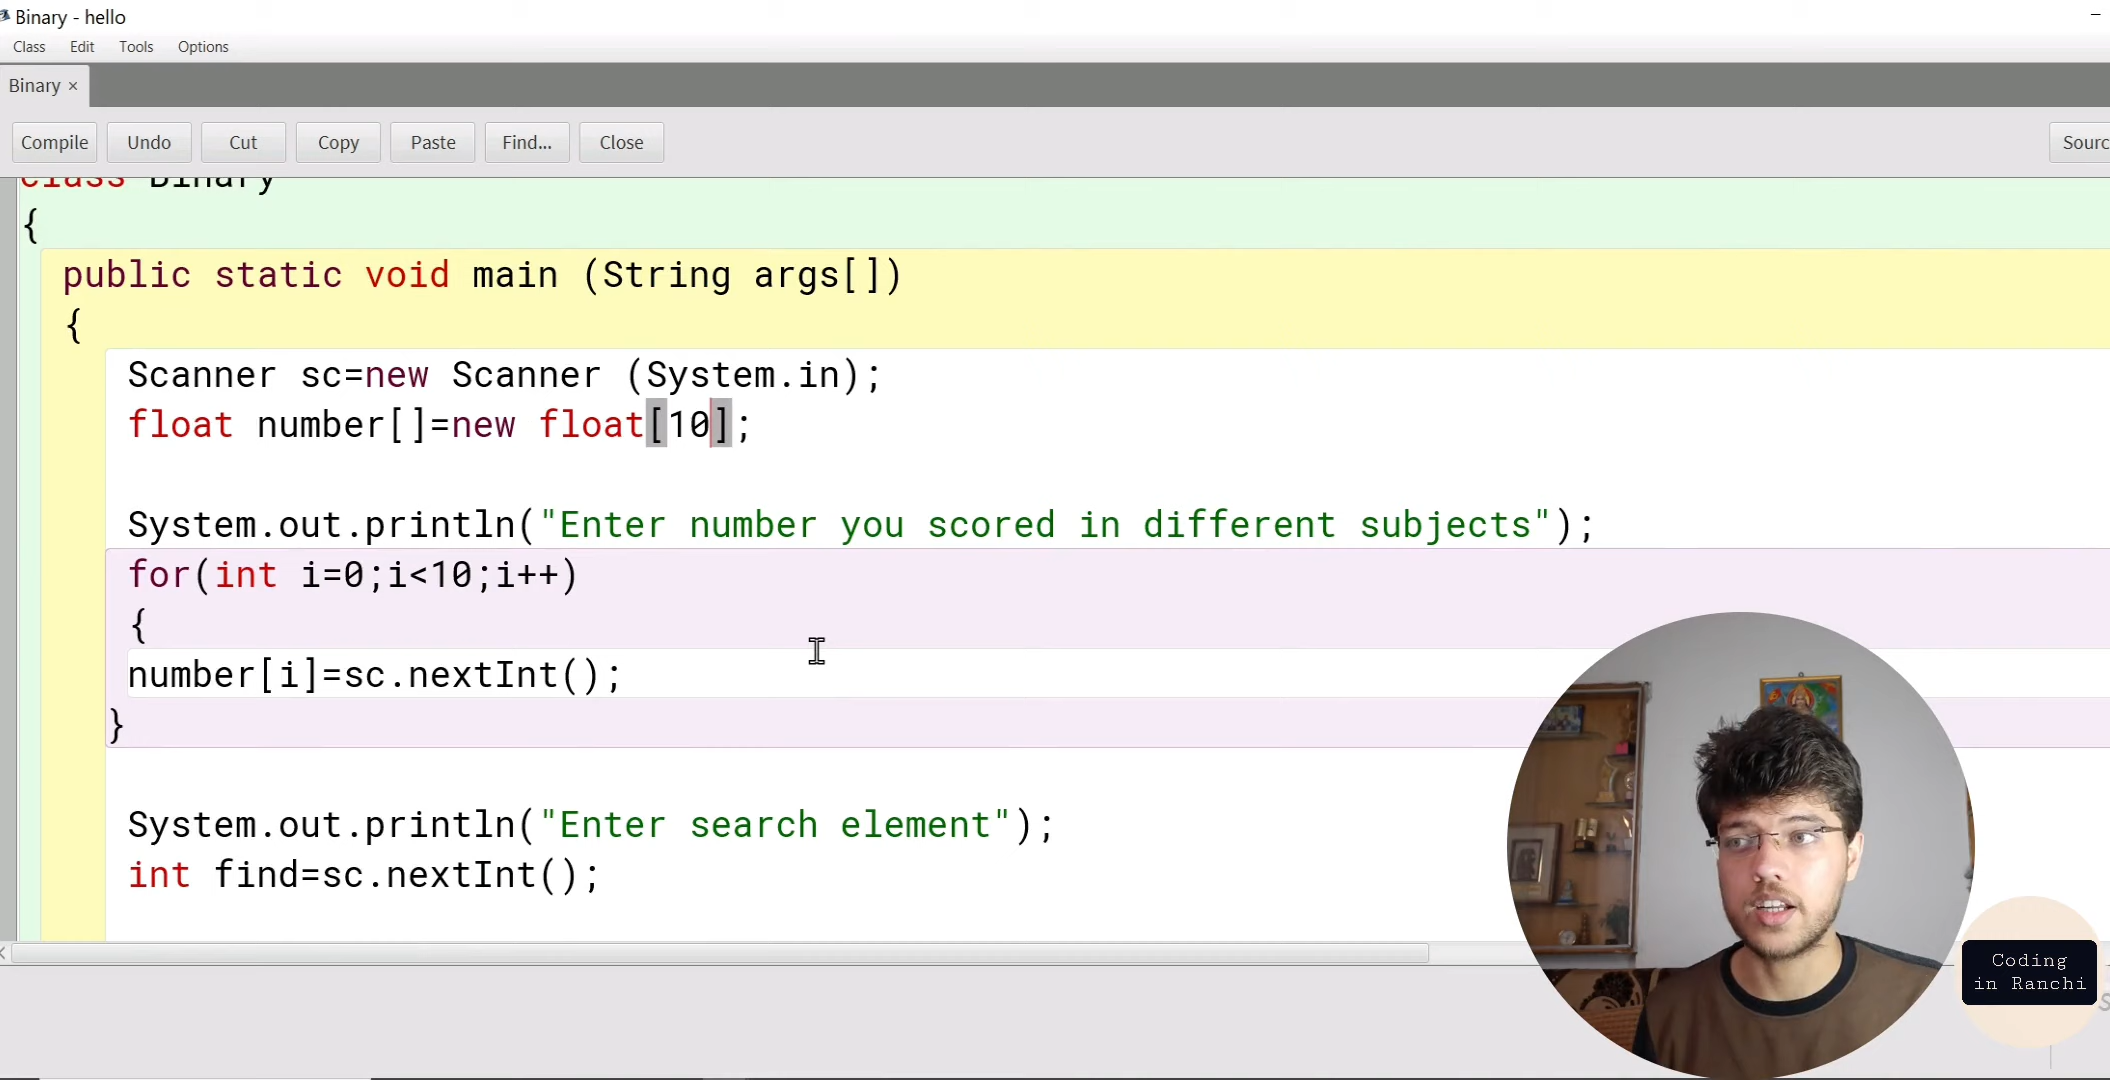 Binary - hello
Class Edit Tools Options
Binary ×
Compile Undo Cut Copy Paste Find... Close Sourc
class Binary
{
public static void main (String args[])
{
Scanner sc=new Scanner (System.in);
float number[]=new float[10];
System.out.println("Enter number you scored in different subjects");
for(int i=0;i<10;i++)
{
number[i]=sc.nextInt();
}
System.out.println("Enter search element");
int find=sc.nextInt();
Coding
in Ranchi